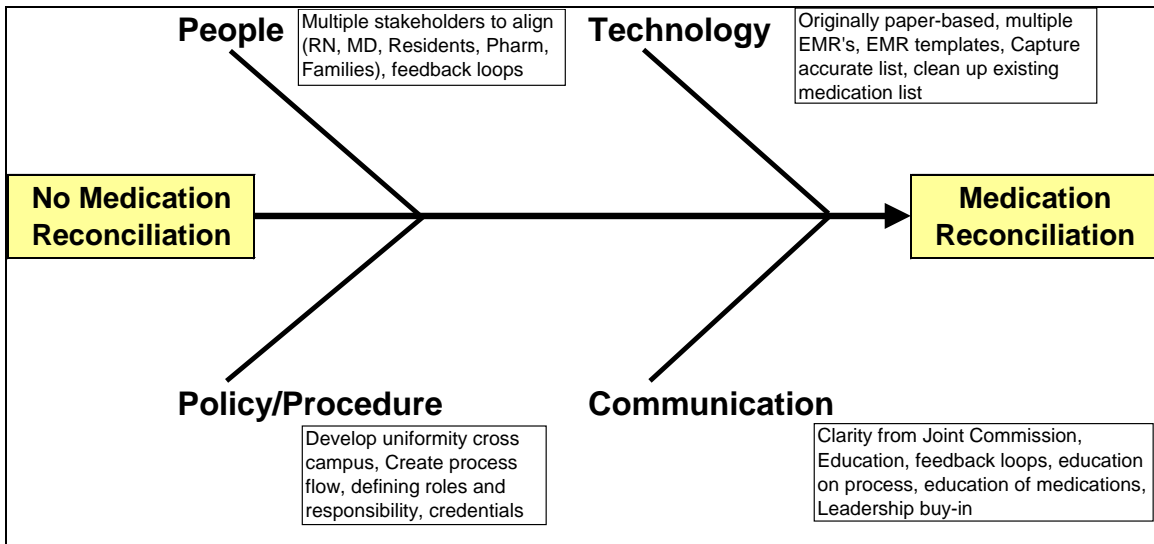 People
Multiple stakeholders to align
(RN, MD, Residents, Pharm,
Families), feedback loops
Technology
Originally paper-based, multiple
EMR's, EMR templates, Capture
accurate list, clean up existing
medication list
No Medication
Reconciliation
Medication
Reconciliation
Policy/Procedure
Develop uniformity cross
campus, Create process
flow, defining roles and
responsibility, credentials
Communication
Clarity from Joint Commission,
Education, feedback loops, education
on process, education of medications,
Leadership buy-in